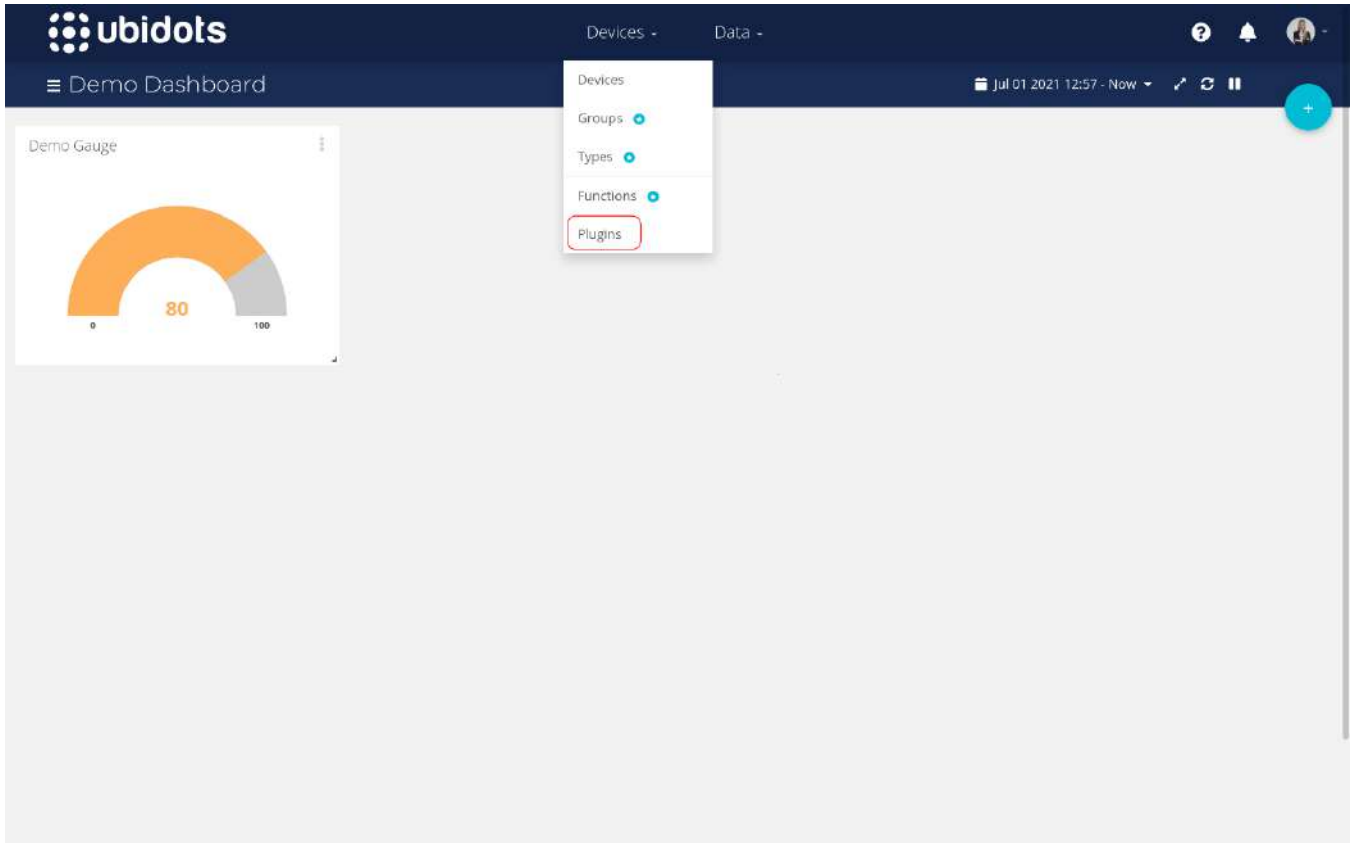 ubidots
Devices
Data
Demo Dashboard
Jul 01 2021 12:57 - Now
Devices
Groups
Types
Functions
Plugins
+
Demo Gauge
80
0
100